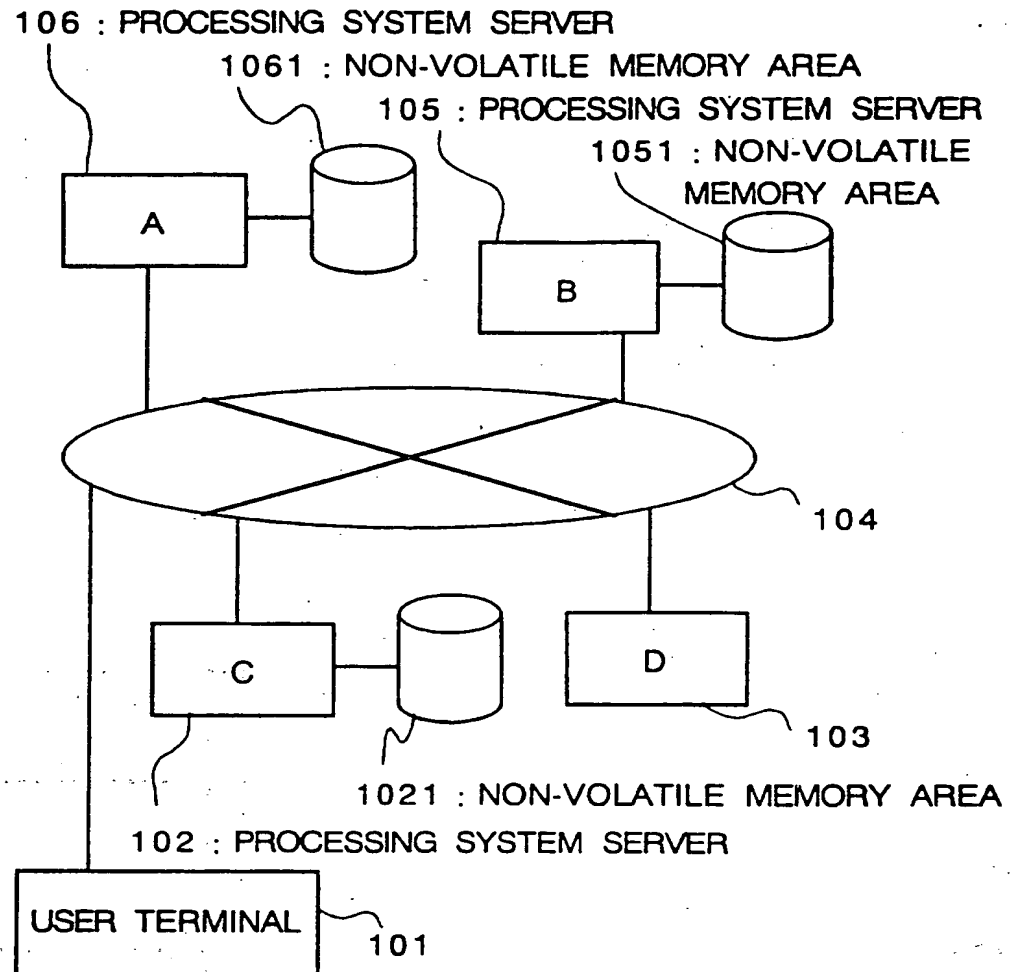 106 : PROCESSING SYSTEM SERVER
1061 : NON-VOLATILE MEMORY AREA
105 : PROCESSING SYSTEM SERVER
1051 : NON-VOLATILE
MEMORY AREA
A
B
104
C
D
103
1021 : NON-VOLATILE MEMORY AREA
102 : PROCESSING SYSTEM SERVER
USER TERMINAL
101